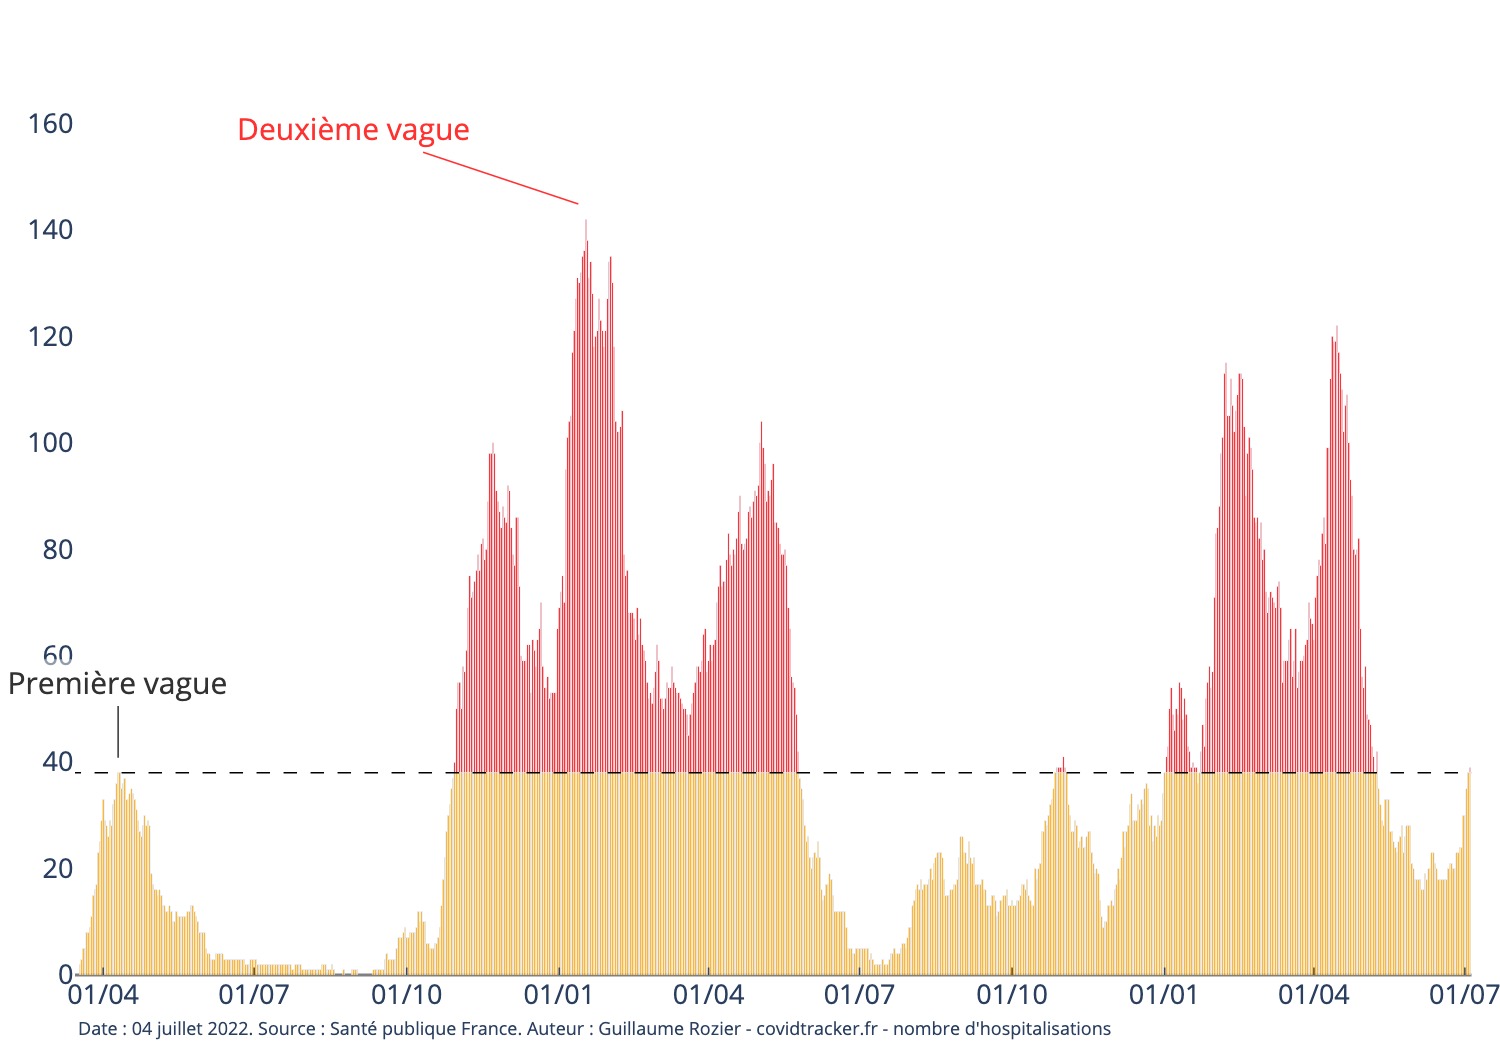 160
Deuxième vague
140
120
100
80
60
Première vague
40
20
0
01/04 01/07 01/10 01/01 01/04 01/07 01/10 01/01 01/04 01/07
Date : 04 juillet 2022. Source : Santé publique France. Auteur : Guillaume Rozier - covidtracker.fr - nombre d'hospitalisations